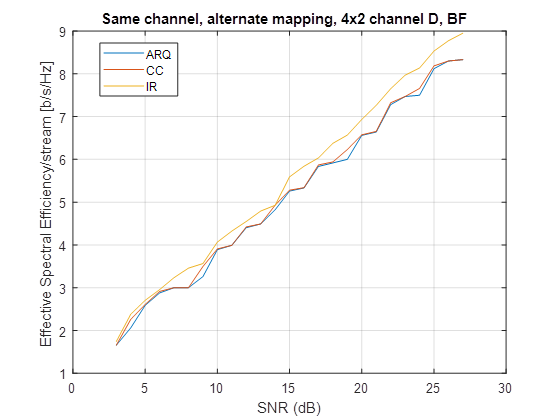 Same channel, alternate mapping, 4x2 channel D, BF
Effective Spectral Efficiency/stream [b/s/Hz]
9
8
7
6
5
4
3
2
1
ARQ
CC
IR
0 5 10 15 20 25 30
SNR (dB)